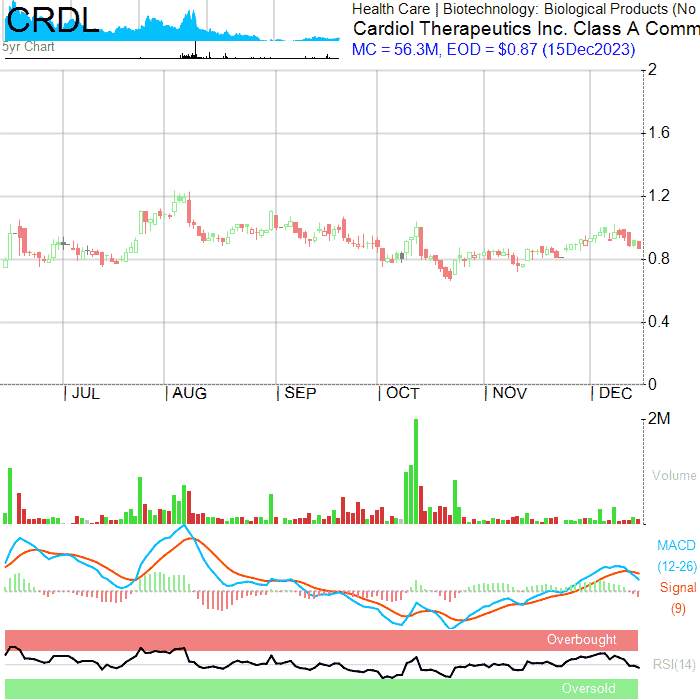 CRDL
5yr Chart
Health Care | Biotechnology: Biological Products (No
Cardiol Therapeutics Inc. Class A Comm
MC = 56.3M, EOD = $0.87 (15Dec2023)
2
1.6
1.2
0.8
0.4
0
JUL AUG SEP OCT NOV DEC
2M
Volume
MACD
(12-26)
Signal
(9)
Overbought
RSI(14)
Oversold